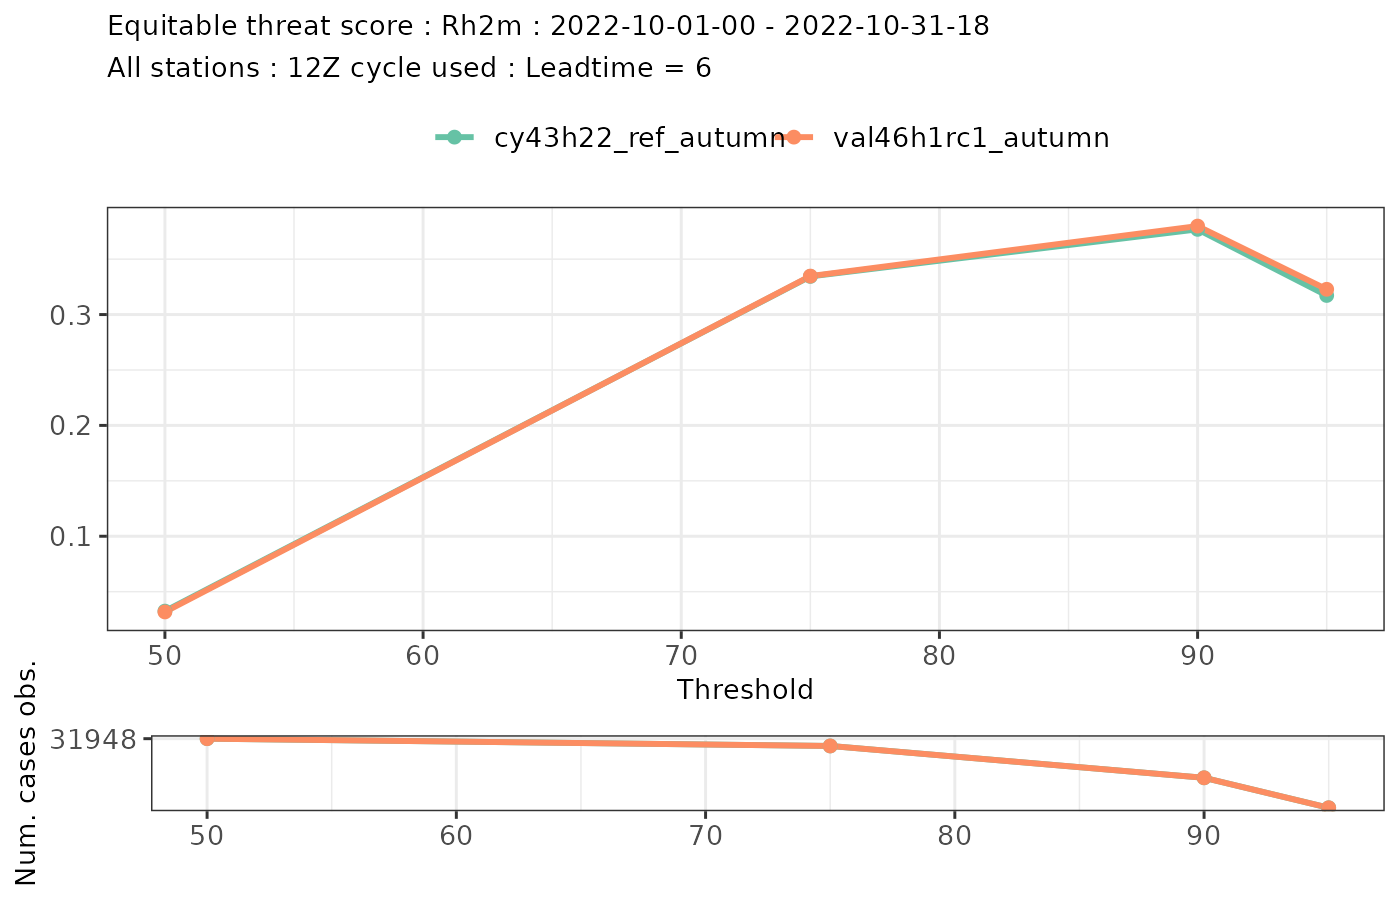 Equitable threat score : Rh2m : 2022-10-01-00 - 2022-10-31-18
All stations : 12Z cycle used : Leadtime = 6
cy43h22_ref_autumn val46h1rc1_autumn
0.3
0.2
0.1
50 60 70 80 90
Threshold
Num. cases obs.
31948
50 60 70 80 90